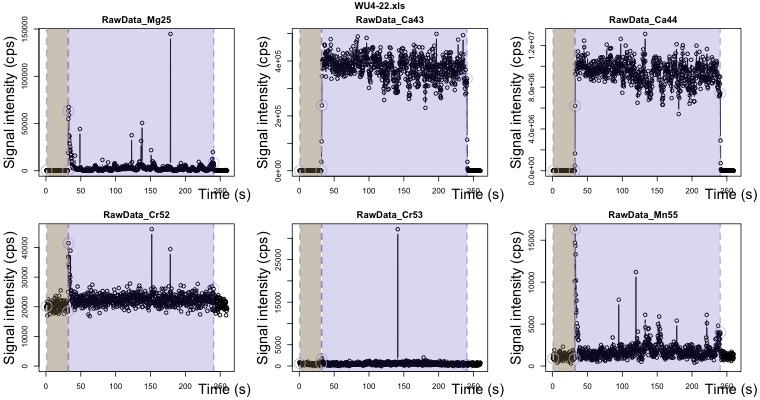 WU4-22.xls
RawData_Mg25 RawData_Ca43 RawData_Ca44
Signal intensity (cps) Signal intensity (cps) Signal intensity (cps)
150000 4e+05 1.2e+07
100000 2e+05 8.0e+06
50000 0e+00 4.0e+06
0 0.0e+00
0 50 100 150 200 250 0 50 100 150 200 250 0 50 100 150 200 250
Time (s) Time (s) Time (s)
RawData_Cr52 RawData_Cr53 RawData_Mn55
Signal intensity (cps) Signal intensity (cps) Signal intensity (cps)
40000 30000 15000
30000 15000 10000
20000 5000 5000
10000 0 0
0
0 50 100 150 200 250 0 50 100 150 200 250 0 50 100 150 200 250
Time (s) Time (s) Time (s)